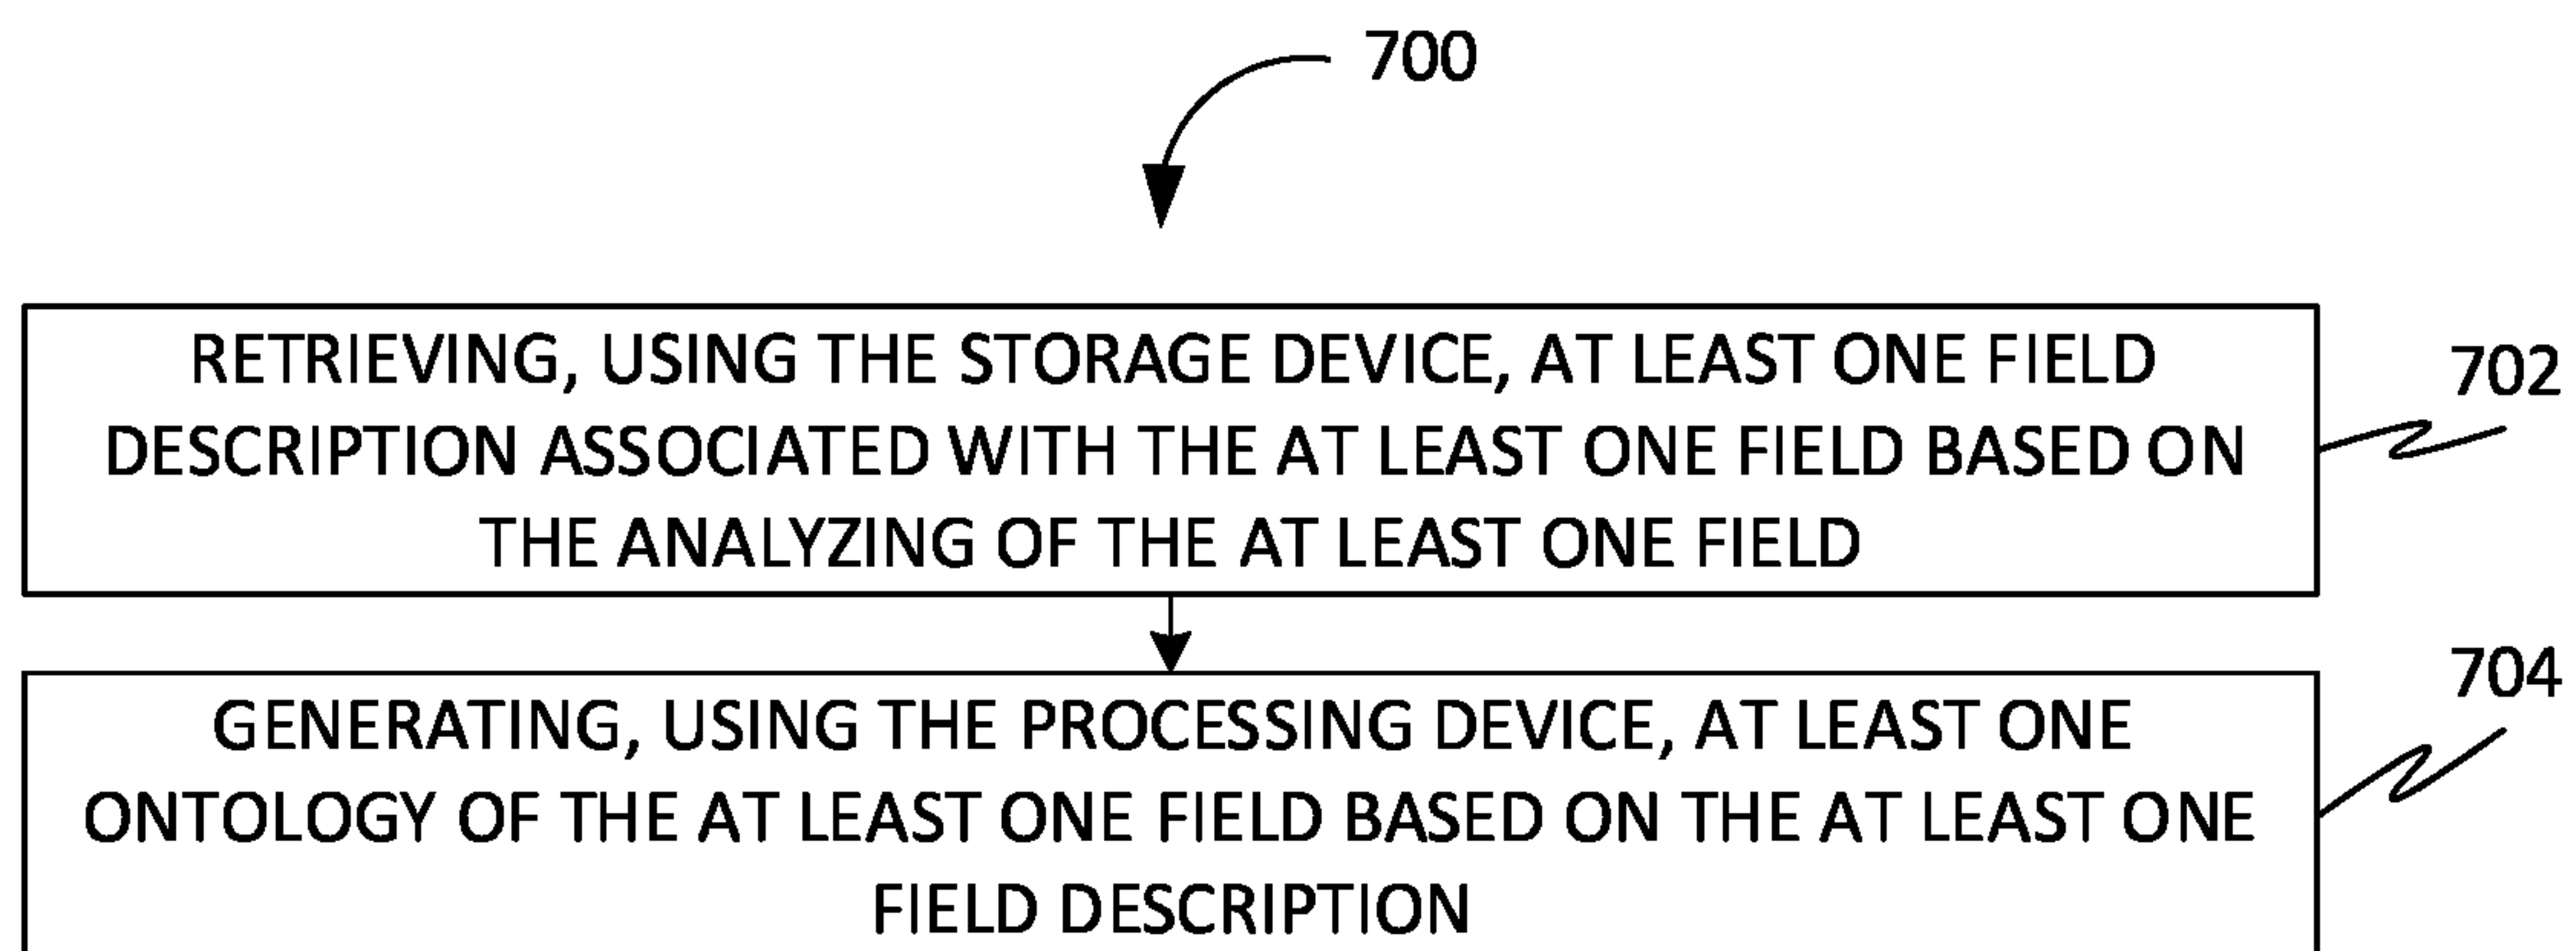 700
RETRIEVING, USING THE STORAGE DEVICE, AT LEAST ONE FIELD
DESCRIPTION ASSOCIATED WITH THE AT LEAST ONE FIELD BASED ON
THE ANALYZING OF THE AT LEAST ONE FIELD
702
GENERATING, USING THE PROCESSING DEVICE, AT LEAST ONE
ONTOLOGY OF THE AT LEAST ONE FIELD BASED ON THE AT LEAST ONE
FIELD DESCRIPTION
704